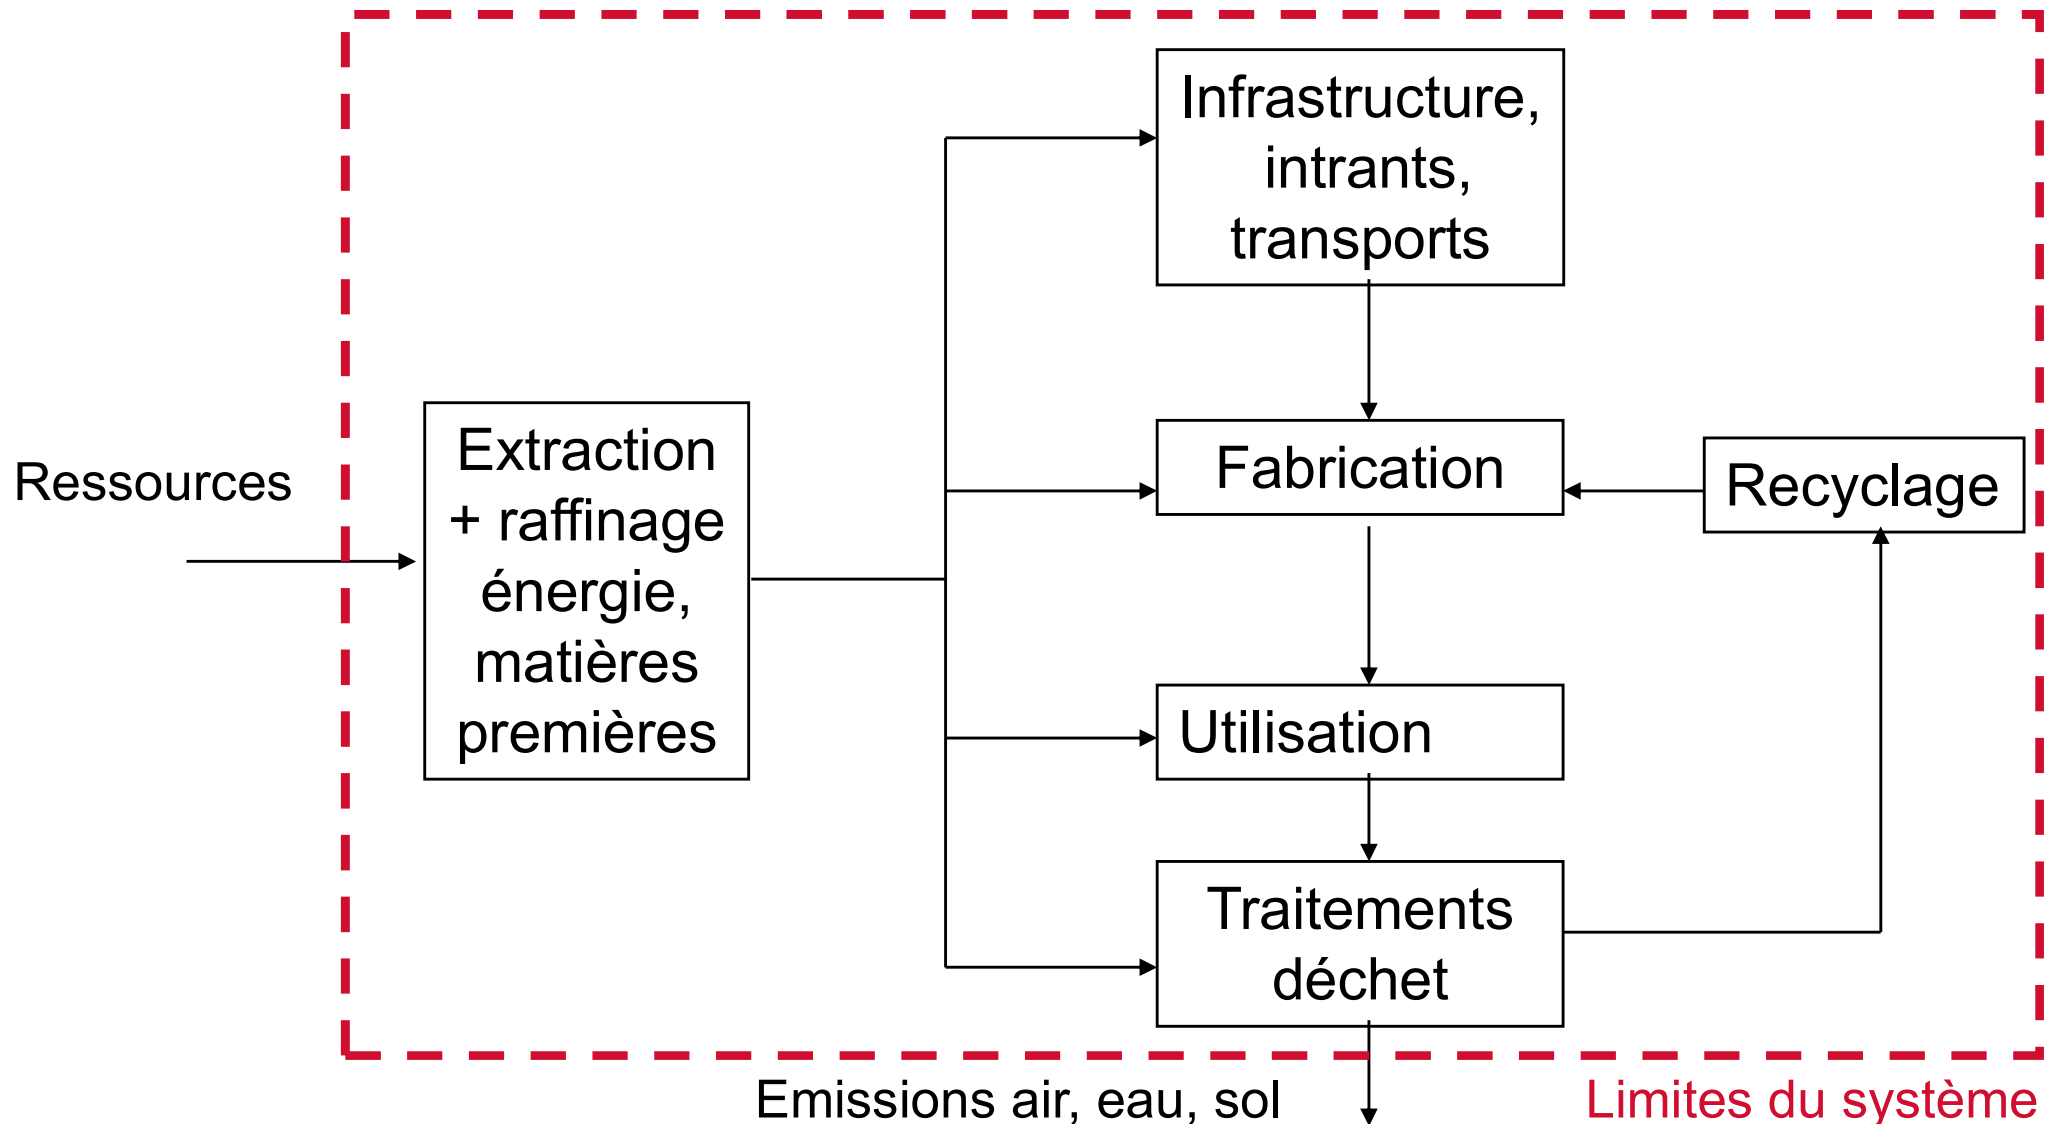 Infrastructure,
intrants,
transports
Ressources
Extraction
+ raffinage
énergie,
matières
premières
Fabrication
Recyclage
Utilisation
Traitements
déchet
Emissions air, eau, sol
Limites du système